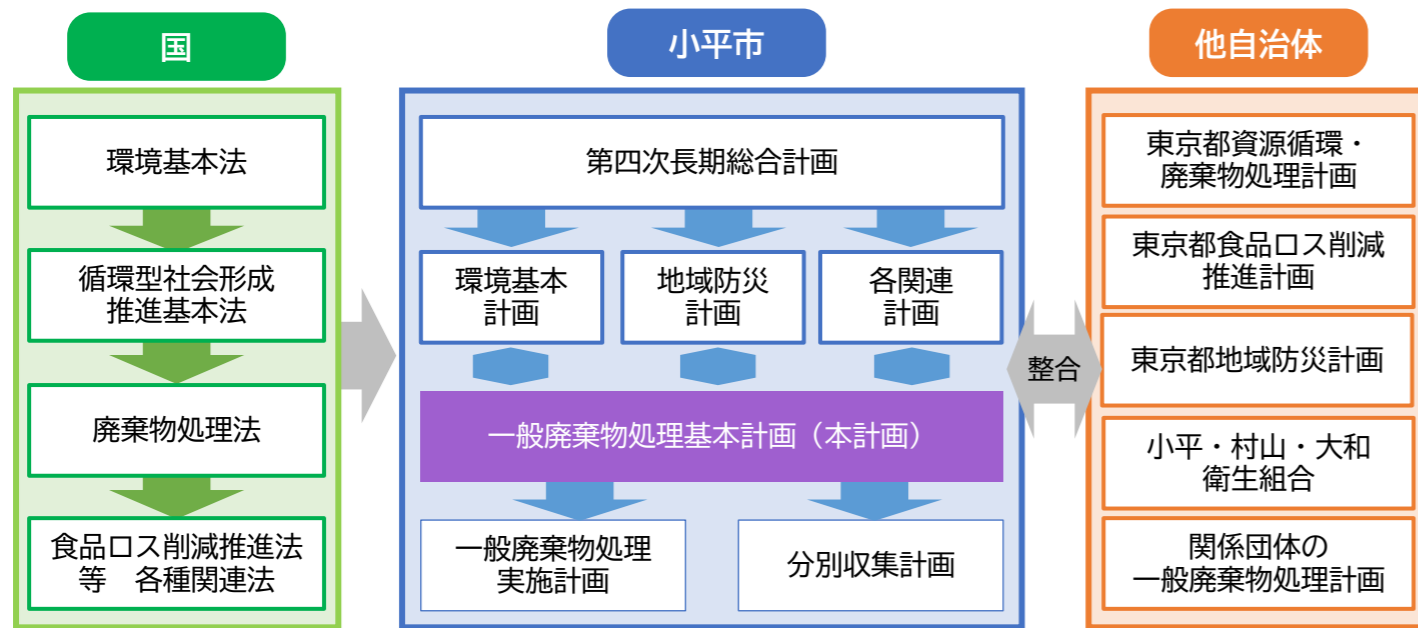 国
環境基本法
循環型社会形成
推進基本法
廃棄物処理法
食品ロス削減推進法
等　各種関連法
小平市
第四次長期総合計画
環境基本
計画
地域防災
計画
各関連
計画
一般廃棄物処理基本計画（本計画）
一般廃棄物処理
実施計画
分別収集計画
整合
他自治体
東京都資源循環・
廃棄物処理計画
東京都食品ロス削減
推進計画
東京都地域防災計画
小平・村山・大和
衛生組合
関係団体の
一般廃棄物処理計画